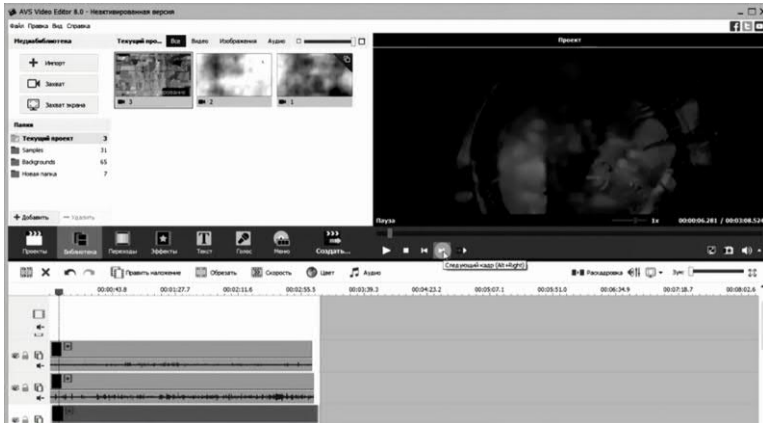 AVS Video Editor 8.0 - Неактивированная версия
Файл Правка Вид Справка
Медиабиблиотека
Текущий про... Все Видео Изображения Аудио
Импорт
Захват
Захват экрана
3 2 1
Папки
Текущий проект 3
Samples 31
Backgrounds 65
Новая папка 7
+ Добавить — Удалить
Проект
Пауза 1x 00:00:06.281 / 00:03:08.524
Проекты Библиотека Переходы Эффекты Текст Голос Меню Создать...
Следующий кадр (Alt+Right)
Править наложение Обрезать Скорость Цвет Аудио Раскадровка Зум:
00:00:43.8 00:01:27.7 00:02:11.6 00:02:55.5 00:03:39.3 00:04:23.2 00:05:07.1 00:05:51.0 00:06:34.9 00:07:18.7 00:08:02.6